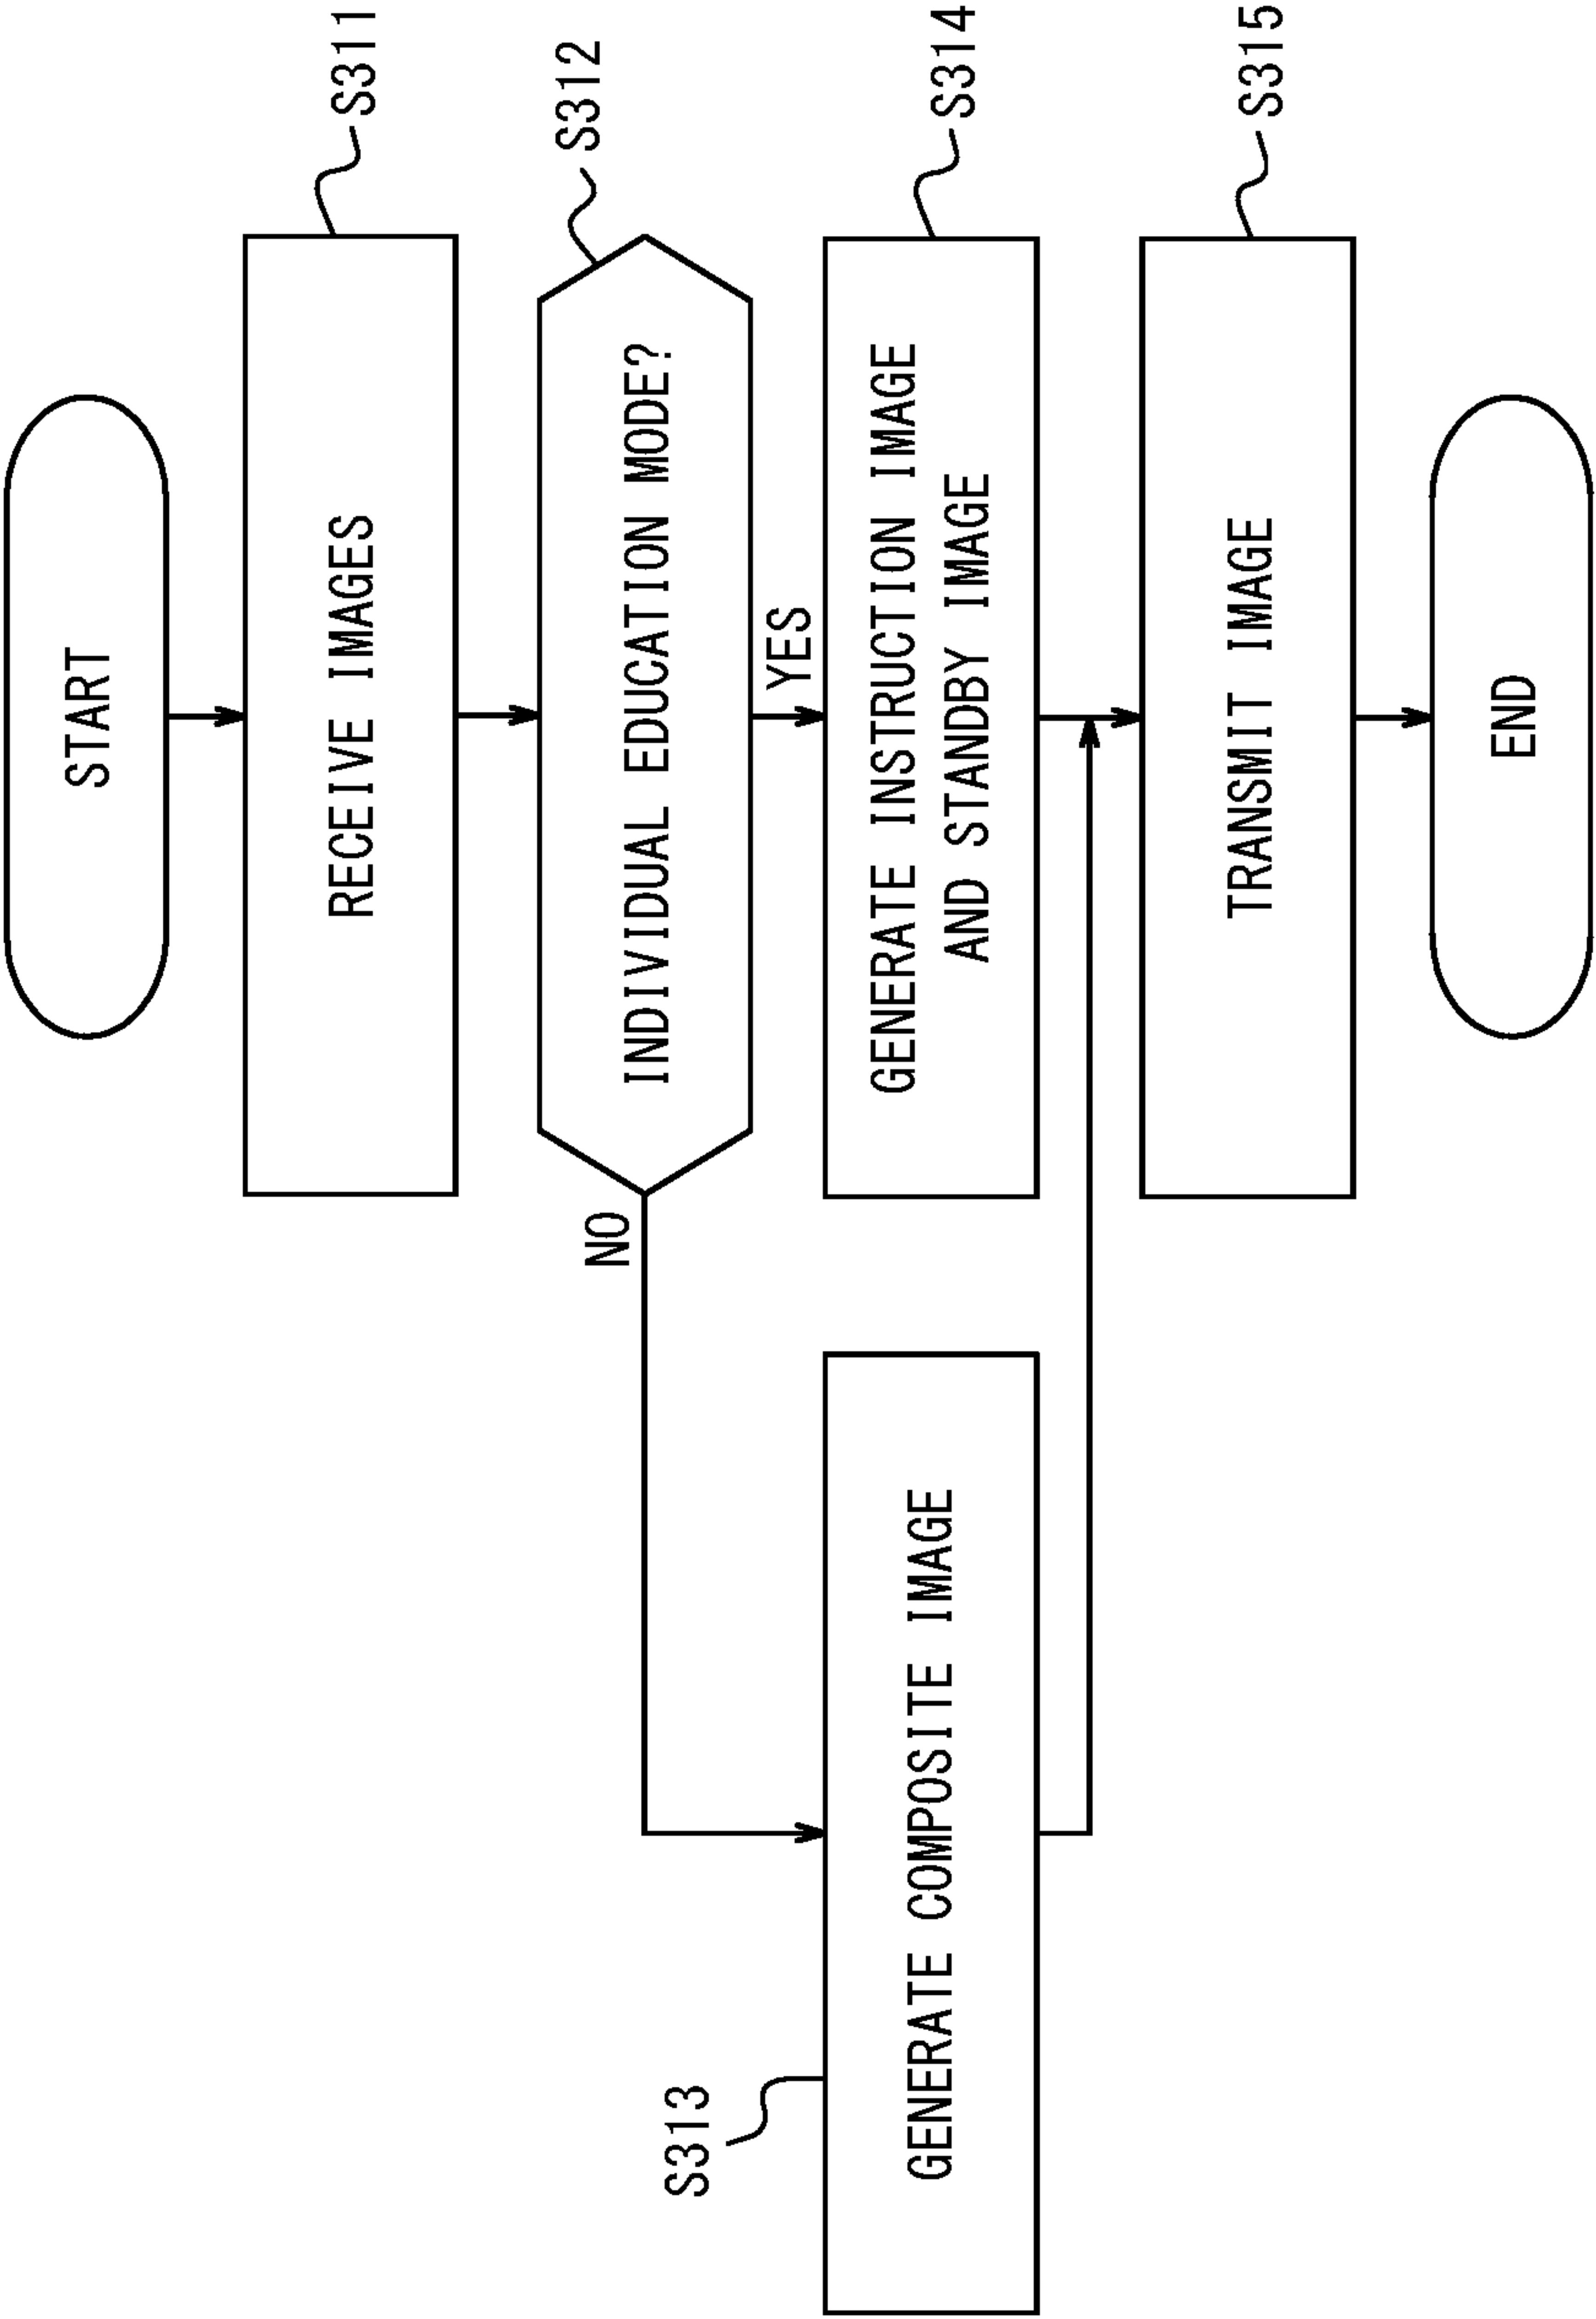 START
RECEIVE IMAGES
S311
INDIVIDUAL EDUCATION MODE?
S312
NO
YES
S313
GENERATE COMPOSITE IMAGE
GENERATE INSTRUCTION IMAGE
AND STANDBY IMAGE
S314
TRANSMIT IMAGE
S315
END